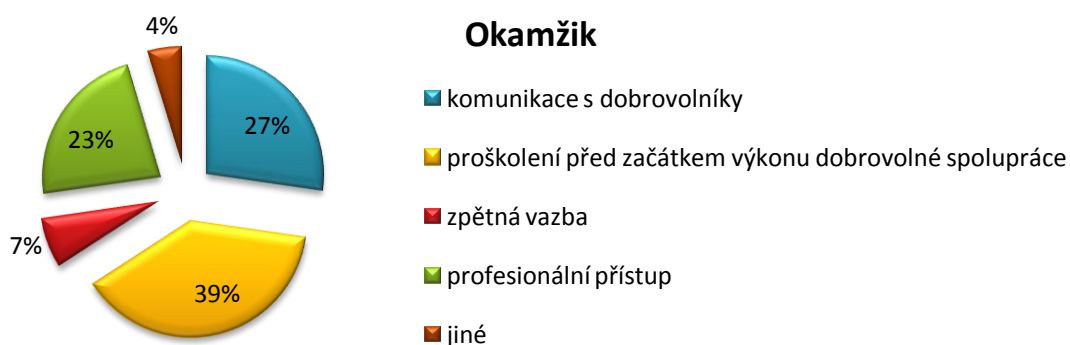 Okamžik
4%
27%
23%
7%
39%
komunikace s dobrovolníky
proškolení před začátkem výkonu dobrovolné spolupráce
zpětná vazba
profesionální přístup
jiné